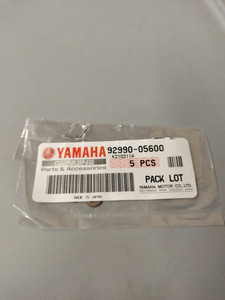 YAMAHA 92990-05600
GENUINE X210211A
Parts & Accessories 5 PCS
PACK LOT
YAMAHA MOTOR CO.,LTD.
MADE IN JAPAN